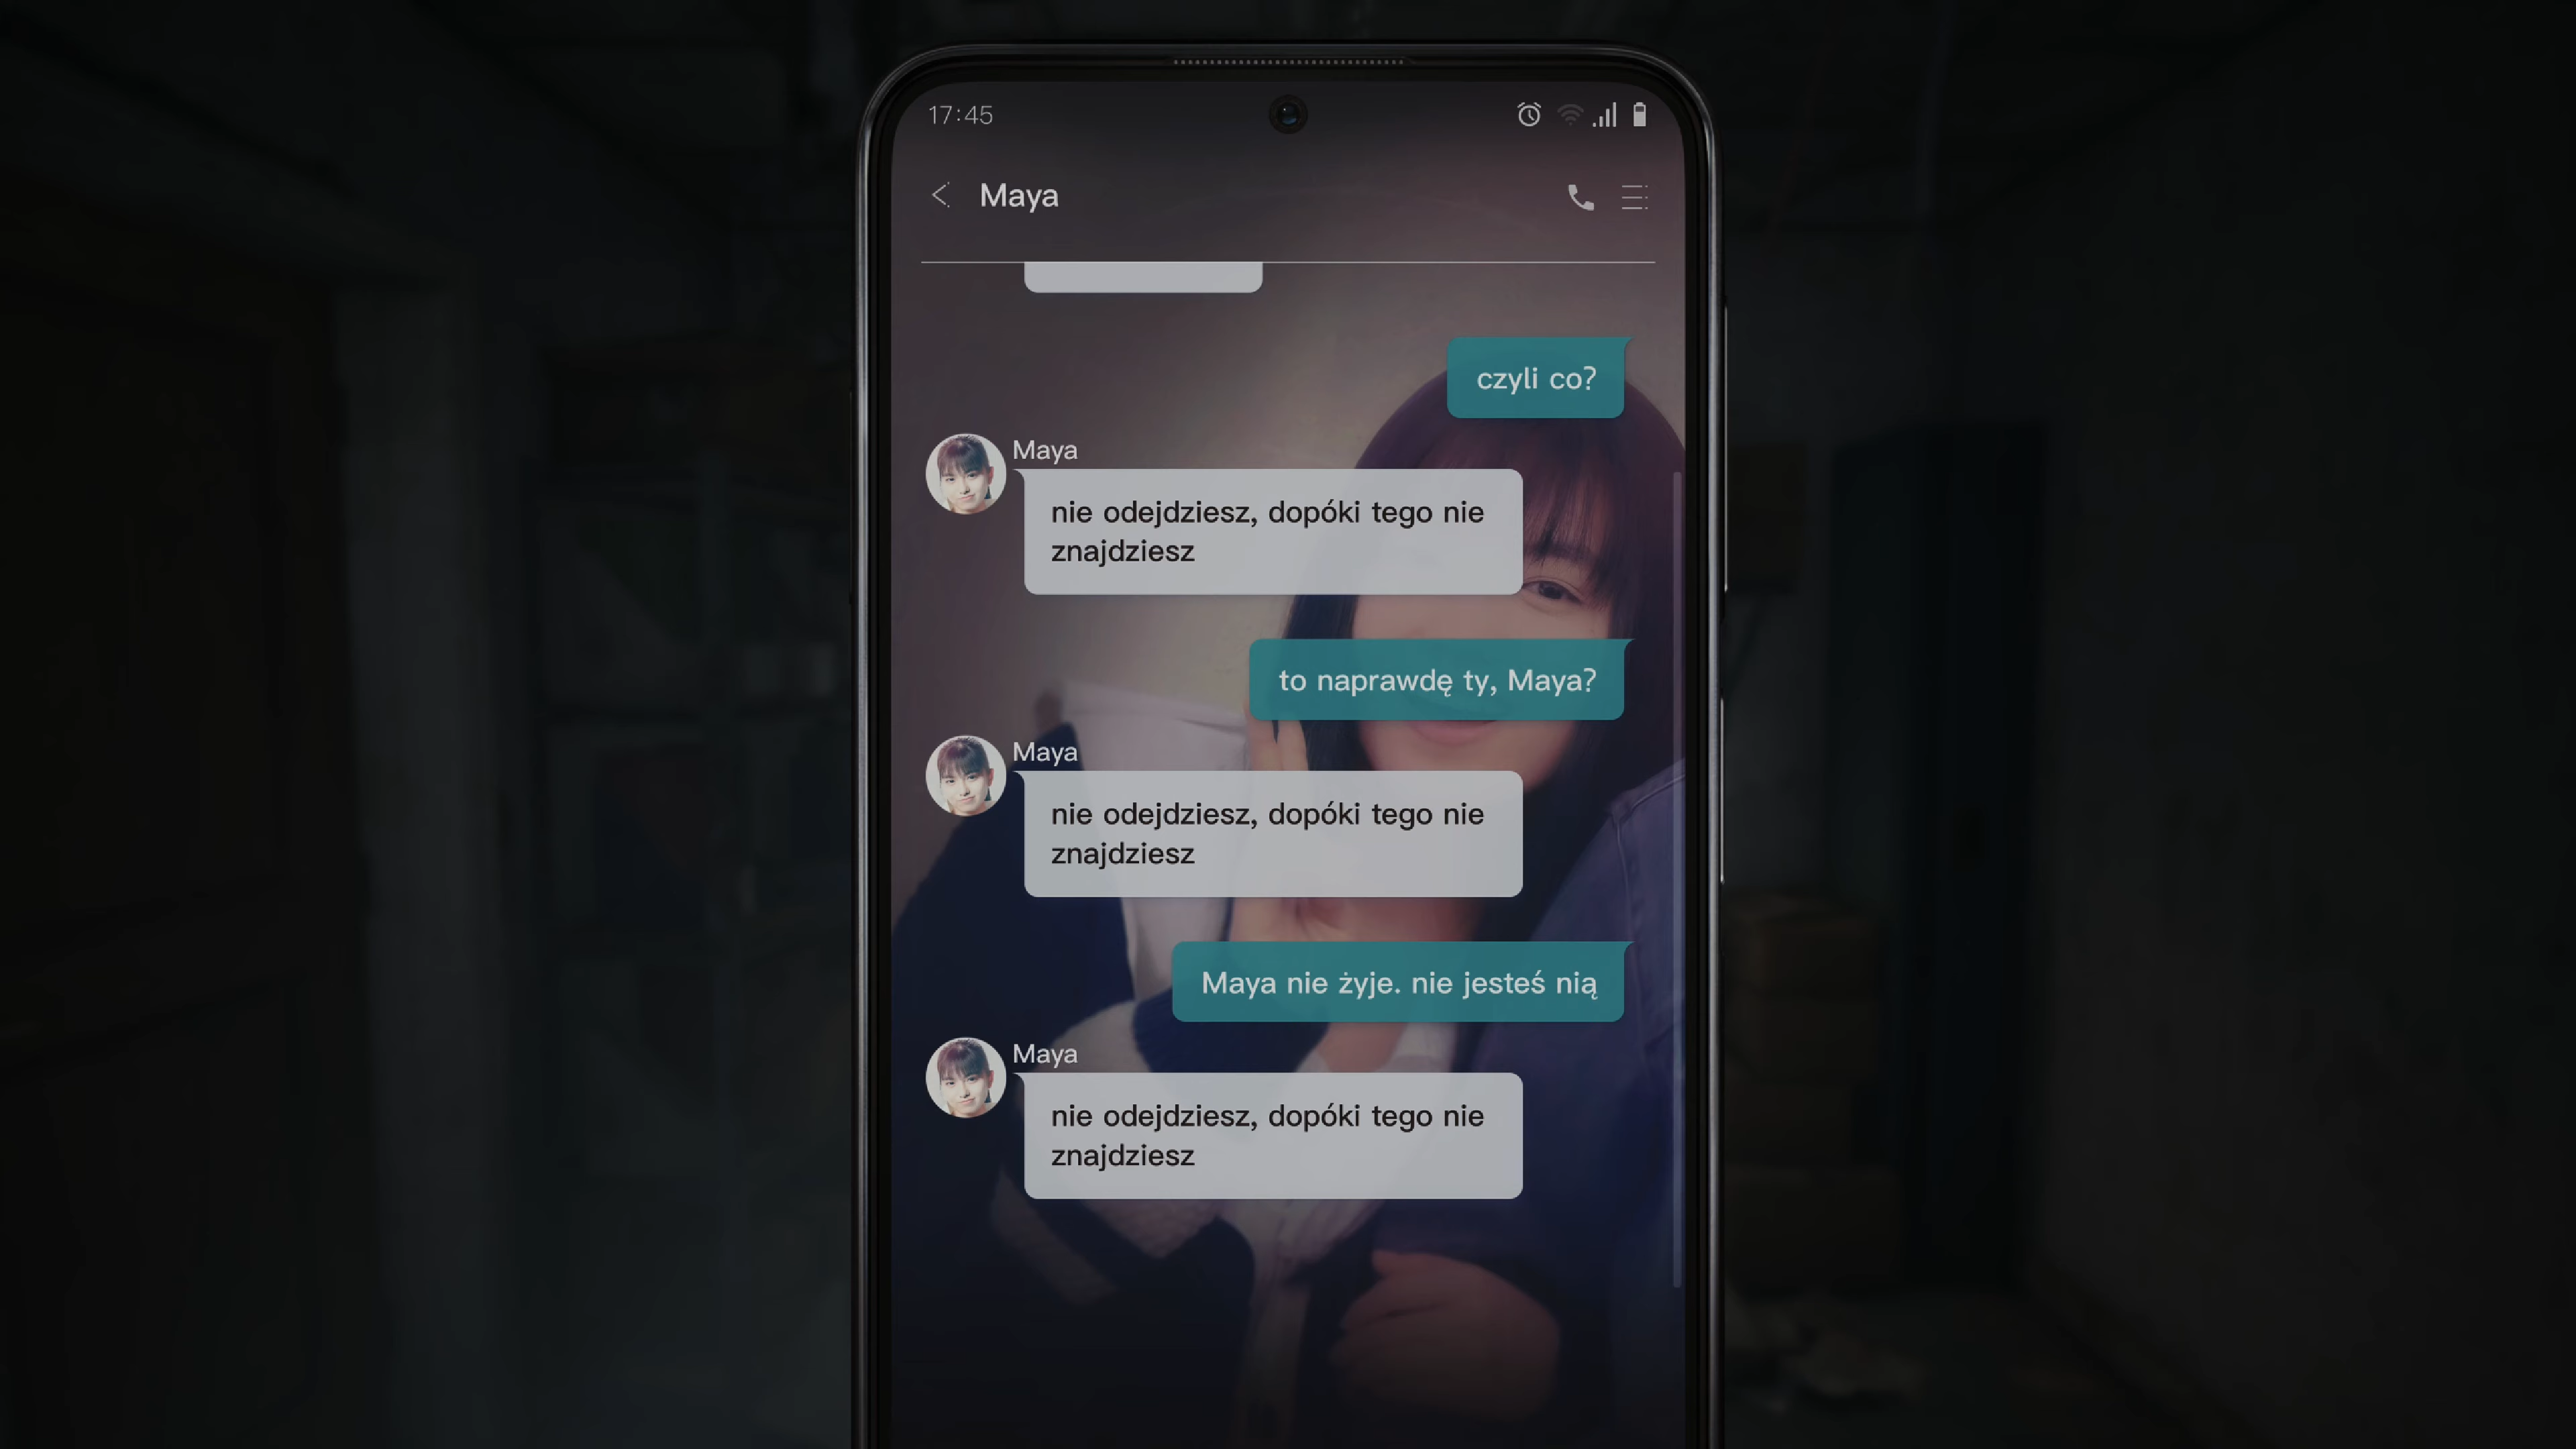 17:45
Maya
czyli co?
Maya
nie odejdziesz, dopóki tego nie
znajdziesz
to naprawdę ty, Maya?
Maya
nie odejdziesz, dopóki tego nie
znajdziesz
Maya nie żyje. nie jesteś nią
Maya
nie odejdziesz, dopóki tego nie
znajdziesz